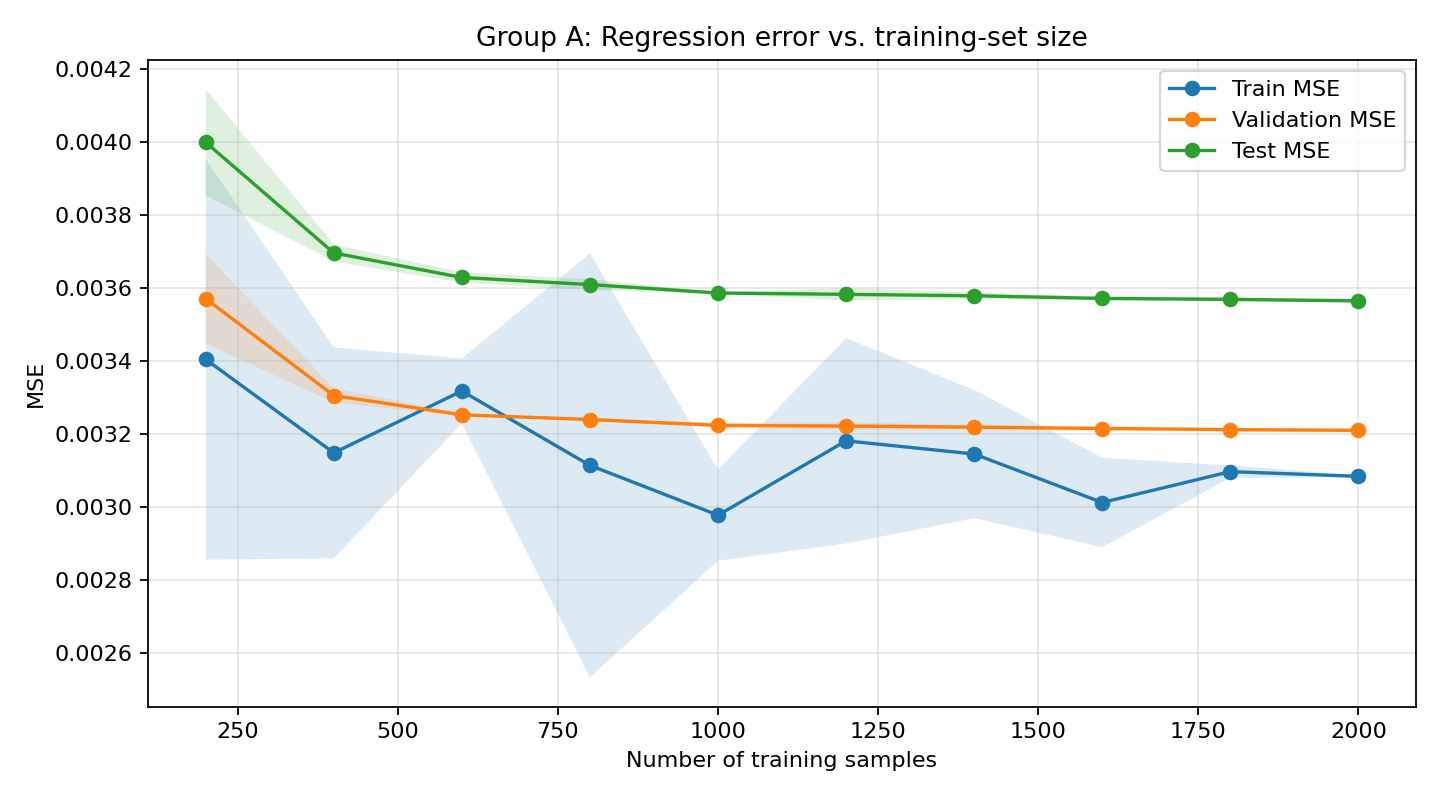 Group A: Regression error vs. training-set size
Train MSE
Validation MSE
Test MSE
MSE
0.0042
0.0040
0.0038
0.0036
0.0034
0.0032
0.0030
0.0028
0.0026
250 500 750 1000 1250 1500 1750 2000
Number of training samples